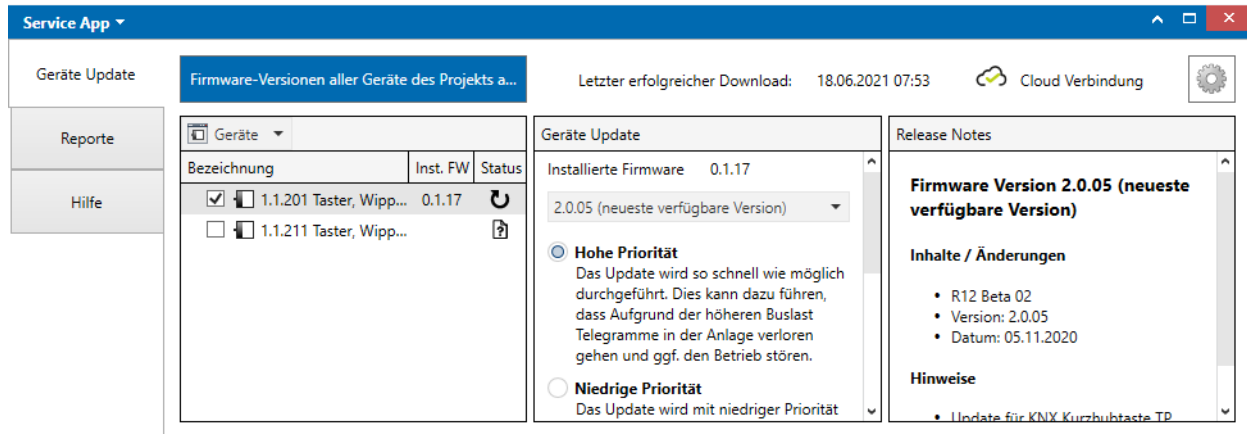 Service App
Geräte Update
Reporte
Hilfe
Firmware-Versionen aller Geräte des Projekts a...
Letzter erfolgreicher Download: 18.06.2021 07:53
Cloud Verbindung
Geräte
Bezeichnung Inst. FW Status
1.1.201 Taster, Wipp... 0.1.17
1.1.211 Taster, Wipp...
Geräte Update
Installierte Firmware 0.1.17
2.0.05 (neueste verfügbare Version)
Hohe Priorität
Das Update wird so schnell wie möglich
durchgeführt. Dies kann dazu führen,
dass Aufgrund der höheren Buslast
Telegramme in der Anlage verloren
gehen und ggf. den Betrieb stören.
Niedrige Priorität
Das Update wird mit niedriger Priorität
Release Notes
Firmware Version 2.0.05 (neueste
verfügbare Version)
Inhalte / Änderungen
• R12 Beta 02
• Version: 2.0.05
• Datum: 05.11.2020
Hinweise
• Update für KNX Kurzhubtaste TP